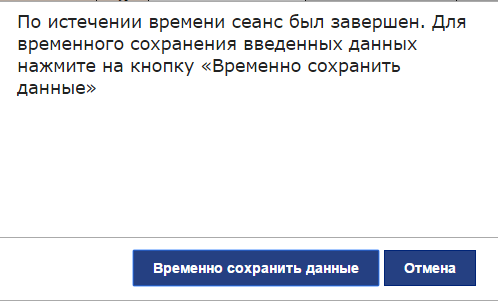 По истечении времени сеанс был завершен. Для
временного сохранения введенных данных
нажмите на кнопку «Временно сохранить
данные»
Временно сохранить данные
Отмена